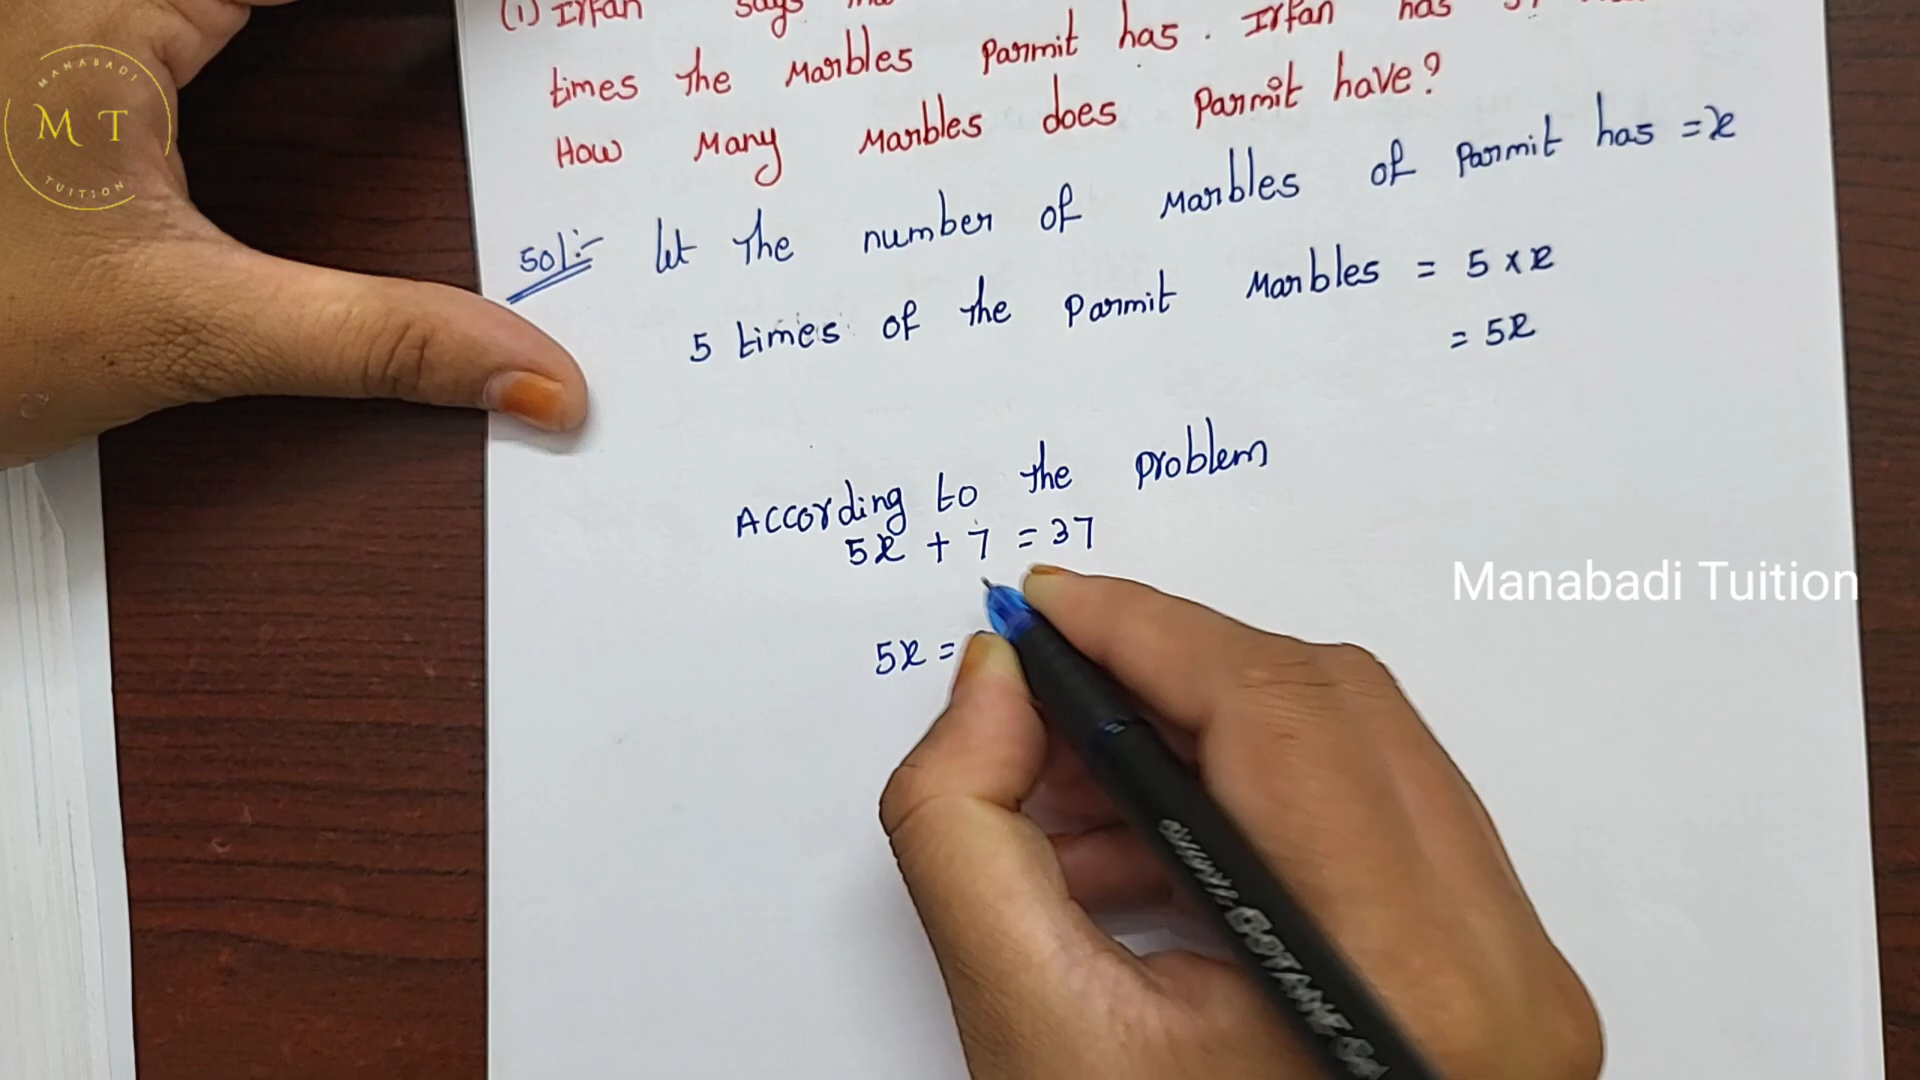 MANABADI
M T
TUITION
(1) Irfan says
times the Marbles Parmit has. Irfan has
How Many Marbles does Parmit have?
Sol:- let the number of Marbles of Parmit has = x
5 times of the Parmit Marbles = 5 × x
= 5x
According to the problem
5x + 7 = 37
Manabadi Tuition
5x =